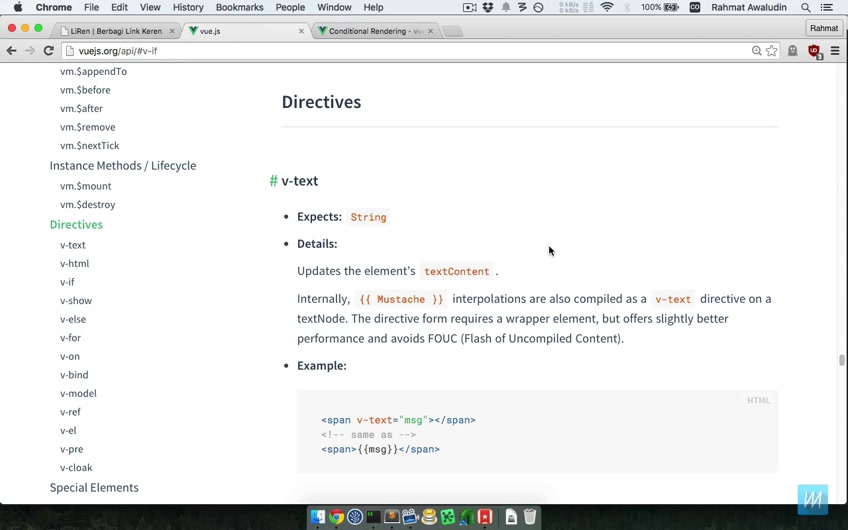 Chrome File Edit View History Bookmarks People Window Help 100% Rahmat Awaludin
LiRen | Berbagi Link Keren vue.js Conditional Rendering - vue Rahmat
vuejs.org/api/#v-if
vm.$appendTo
vm.$before
vm.$after
vm.$remove
vm.$nextTick
Instance Methods / Lifecycle
vm.$mount
vm.$destroy
Directives
v-text
v-html
v-if
v-show
v-else
v-for
v-on
v-bind
v-model
v-ref
v-el
v-pre
v-cloak
Special Elements
Directives
# v-text
Expects: String
Details:
Updates the element's textContent .
Internally, {{ Mustache }} interpolations are also compiled as a v-text directive on a
textNode. The directive form requires a wrapper element, but offers slightly better
performance and avoids FOUC (Flash of Uncompiled Content).
Example:
HTML
<span v-text="msg"></span>
<!-- same as -->
<span>{{msg}}</span>